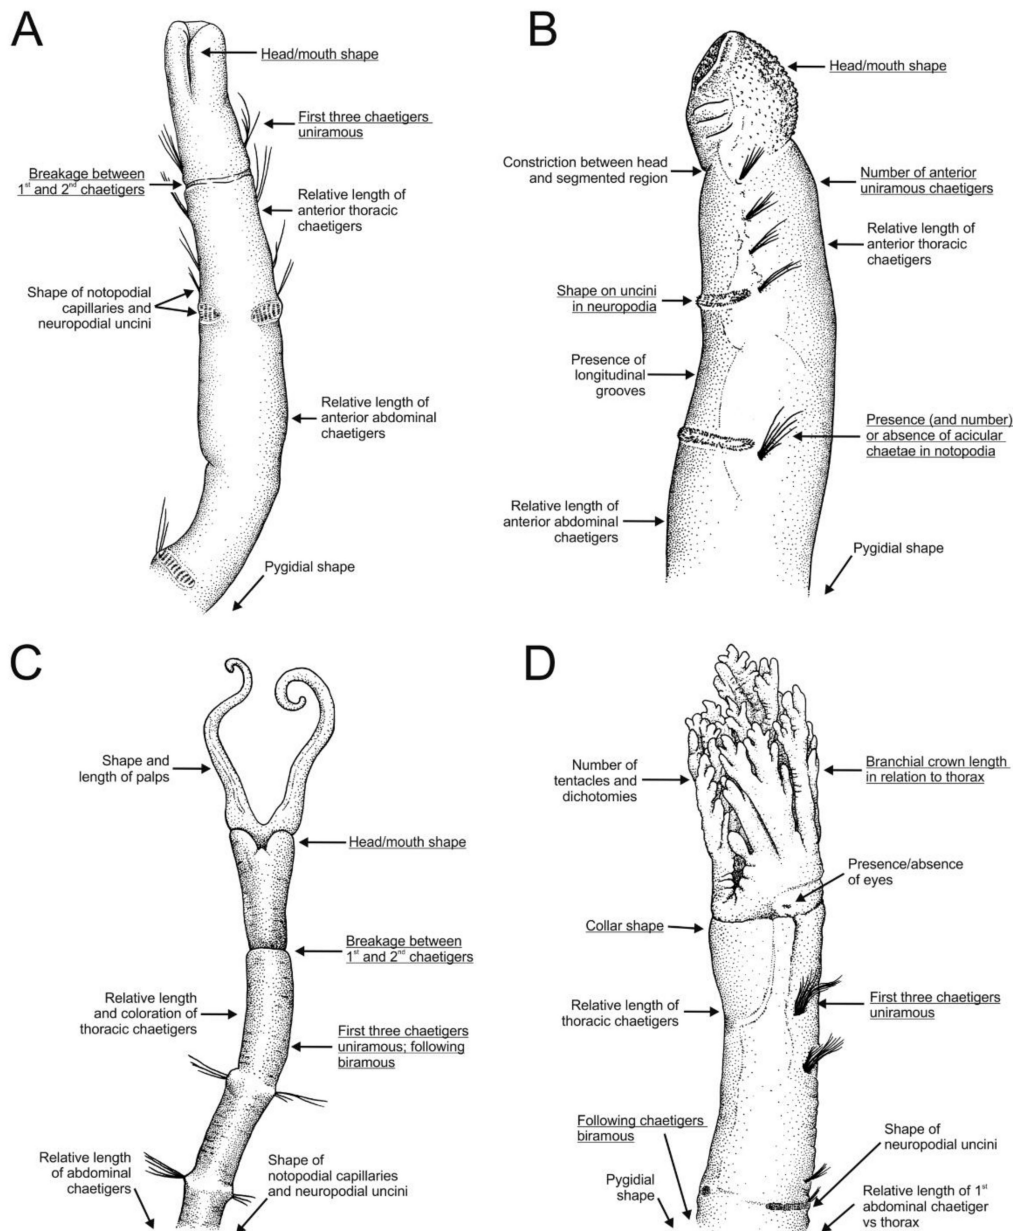 A
Head/mouth shape
First three chaetigers
uniramous
Breakage between
1st and 2nd chaetigers
Relative length of
anterior thoracic
chaetigers
Shape of notopodial
capillaries and
neuropodial uncini
Relative length of
anterior abdominal
chaetigers
Pygidial shape
B
Head/mouth shape
Constriction between head
and segmented region
Number of anterior
uniramous chaetigers
Relative length of
anterior thoracic
chaetigers
Shape on uncini
in neuropodia
Presence of
longitudinal
grooves
Presence (and number)
or absence of acicular
chaetae in notopodia
Relative length of
anterior abdominal
chaetigers
Pygidial shape
C
Shape and
length of palps
Head/mouth shape
Breakage between
1st and 2nd chaetigers
Relative length
and coloration of
thoracic chaetigers
First three chaetigers
uniramous; following
biramous
Relative length
of abdominal
chaetigers
Shape of
notopodial capillaries
and neuropodial uncini
D
Number of
tentacles and
dichotomies
Branchial crown length
in relation to thorax
Presence/absence
of eyes
Collar shape
Relative length of
thoracic chaetigers
First three chaetigers
uniramous
Following chaetigers
biramous
Shape of
neuropodial uncini
Pygidial
shape
Relative length of 1st
abdominal chaetiger
vs thorax